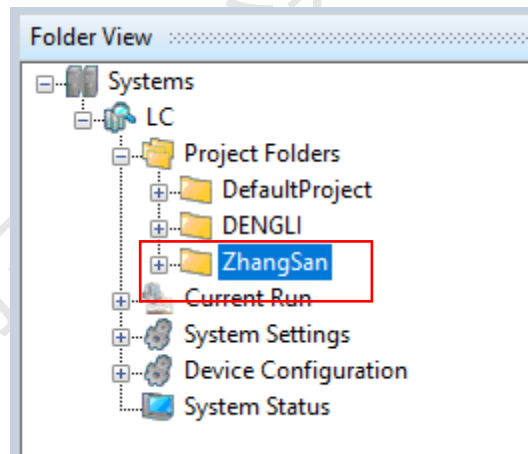 Folder View
Systems
LC
Project Folders
DefaultProject
DENGLI
ZhangSan
Current Run
System Settings
Device Configuration
System Status